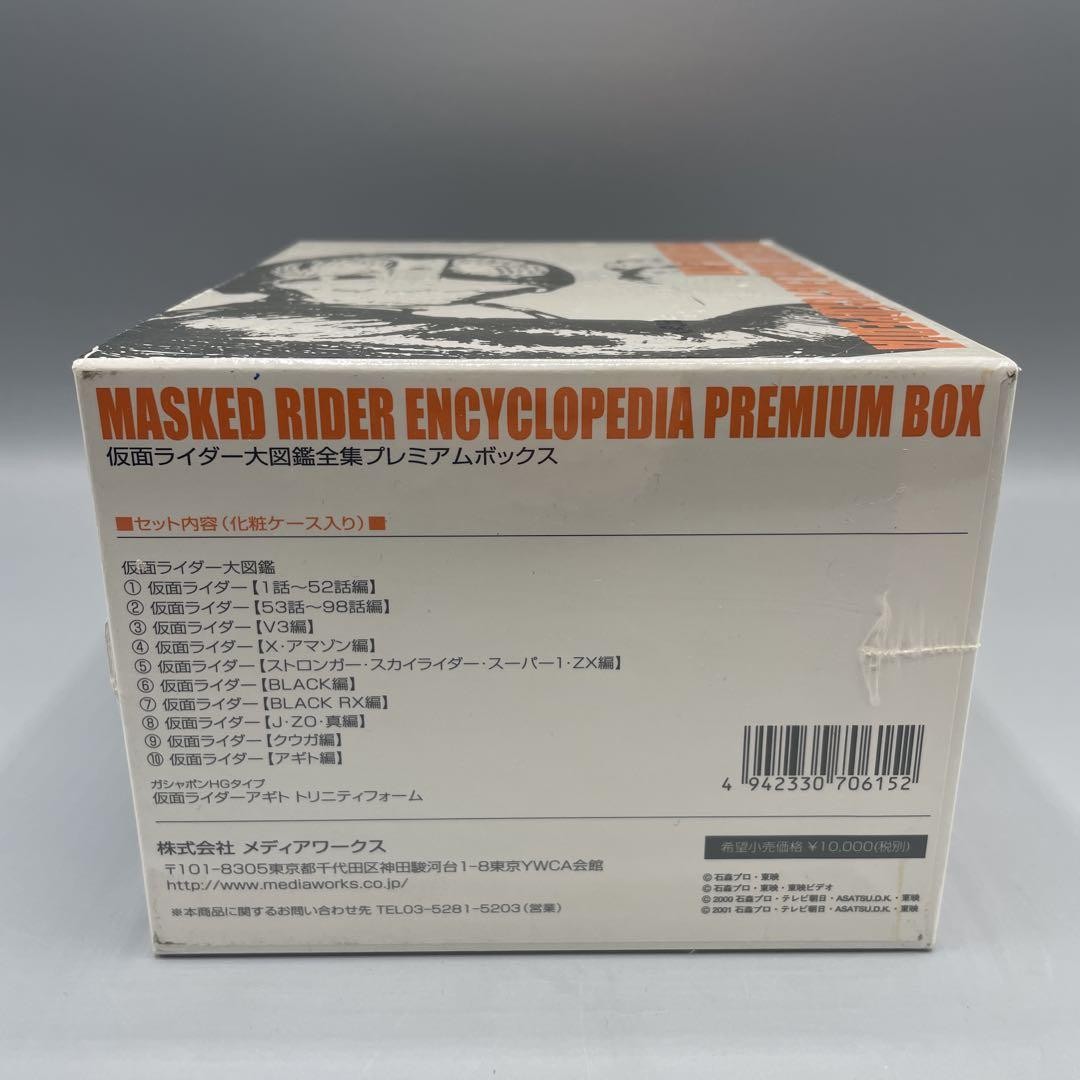 MASKED RIDER ENCYCLOPEDIA PREMIUM BOX
仮面ライダー大図鑑全集プレミアムボックス
■セット内容(化粧ケース入り)■
仮面ライダー大図鑑
① 仮面ライダー【1話～52話編】
② 仮面ライダー【53話～98話編】
③ 仮面ライダー【V3編】
④ 仮面ライダー【X・アマゾン編】
⑤ 仮面ライダー【ストロンガー・スカイライダー・スーパー1・ZX編】
⑥ 仮面ライダー【BLACK編】
⑦ 仮面ライダー【BLACK RX編】
⑧ 仮面ライダー【J・ZO・真編】
⑨ 仮面ライダー【クウガ編】
⑩ 仮面ライダー【アギト編】
ガシャポンHGタイプ
仮面ライダーアギト トリニティフォーム
4 942330 706152
株式会社 メディアワークス
〒101-8305東京都千代田区神田駿河台1-8東京YWCA会館
http://www.mediaworks.co.jp/
※本商品に関するお問い合わせ先 TEL03-5281-5203(営業)
希望小売価格 ¥10,000(税別)
©石森プロ・東映
©石森プロ・東映・東映ビデオ
©2000 石森プロ・テレビ朝日・ASATSU.D.K.・東映
©2001 石森プロ・テレビ朝日・ASATSU.D.K.・東映